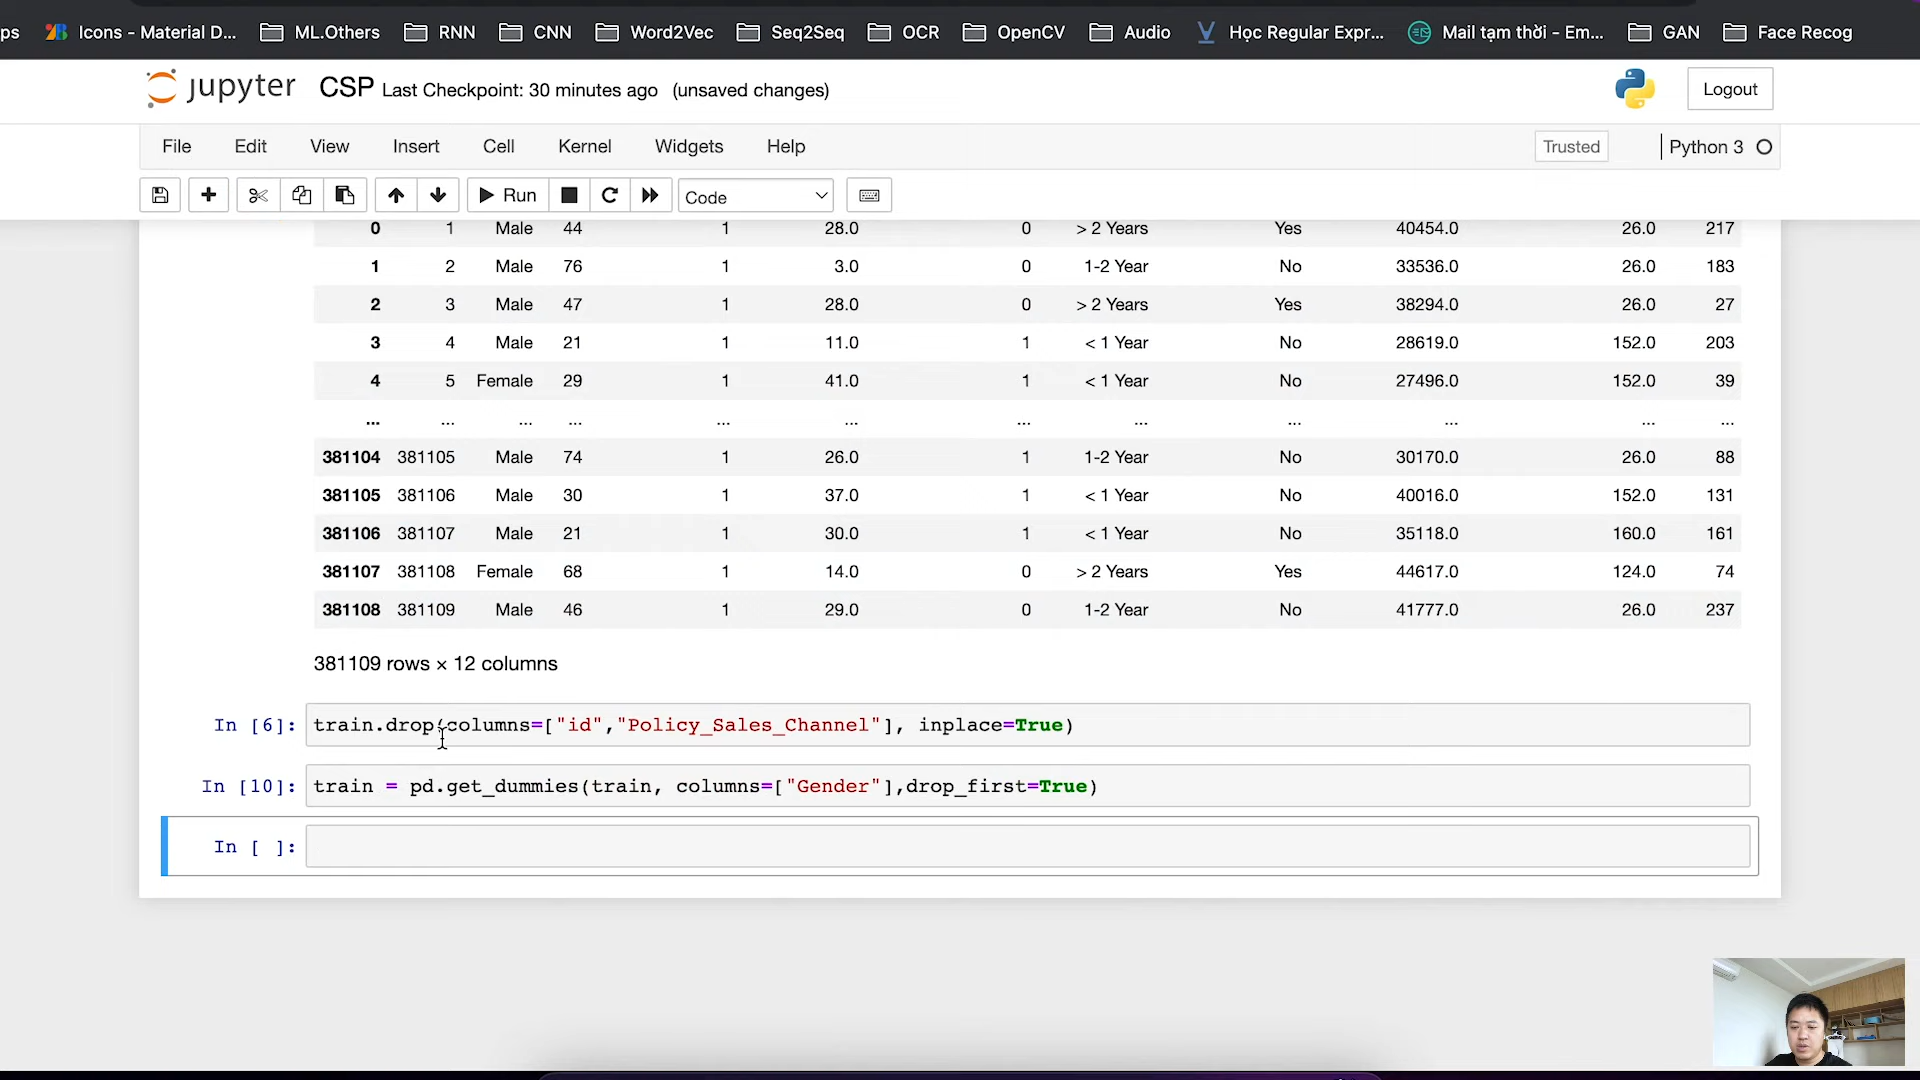 ps Icons - Material D... ML.Others RNN CNN Word2Vec Seq2Seq OCR OpenCV Audio Học Regular Expr... Mail tạm thời - Em... GAN Face Recog
jupyter CSP Last Checkpoint: 30 minutes ago (unsaved changes) Logout
File Edit View Insert Cell Kernel Widgets Help Trusted Python 3
Run Code
0 1 Male 44 1 28.0 0 > 2 Years Yes 40454.0 26.0 217
1 2 Male 76 1 3.0 0 1-2 Year No 33536.0 26.0 183
2 3 Male 47 1 28.0 0 > 2 Years Yes 38294.0 26.0 27
3 4 Male 21 1 11.0 1 < 1 Year No 28619.0 152.0 203
4 5 Female 29 1 41.0 1 < 1 Year No 27496.0 152.0 39
... ... ... ... ... ... ... ... ... ... ... ...
381104 381105 Male 74 1 26.0 1 1-2 Year No 30170.0 26.0 88
381105 381106 Male 30 1 37.0 1 < 1 Year No 40016.0 152.0 131
381106 381107 Male 21 1 30.0 1 < 1 Year No 35118.0 160.0 161
381107 381108 Female 68 1 14.0 0 > 2 Years Yes 44617.0 124.0 74
381108 381109 Male 46 1 29.0 0 1-2 Year No 41777.0 26.0 237
381109 rows × 12 columns
In [6]: train.drop(columns=["id","Policy_Sales_Channel"], inplace=True)
In [10]: train = pd.get_dummies(train, columns=["Gender"],drop_first=True)
In [ ]: